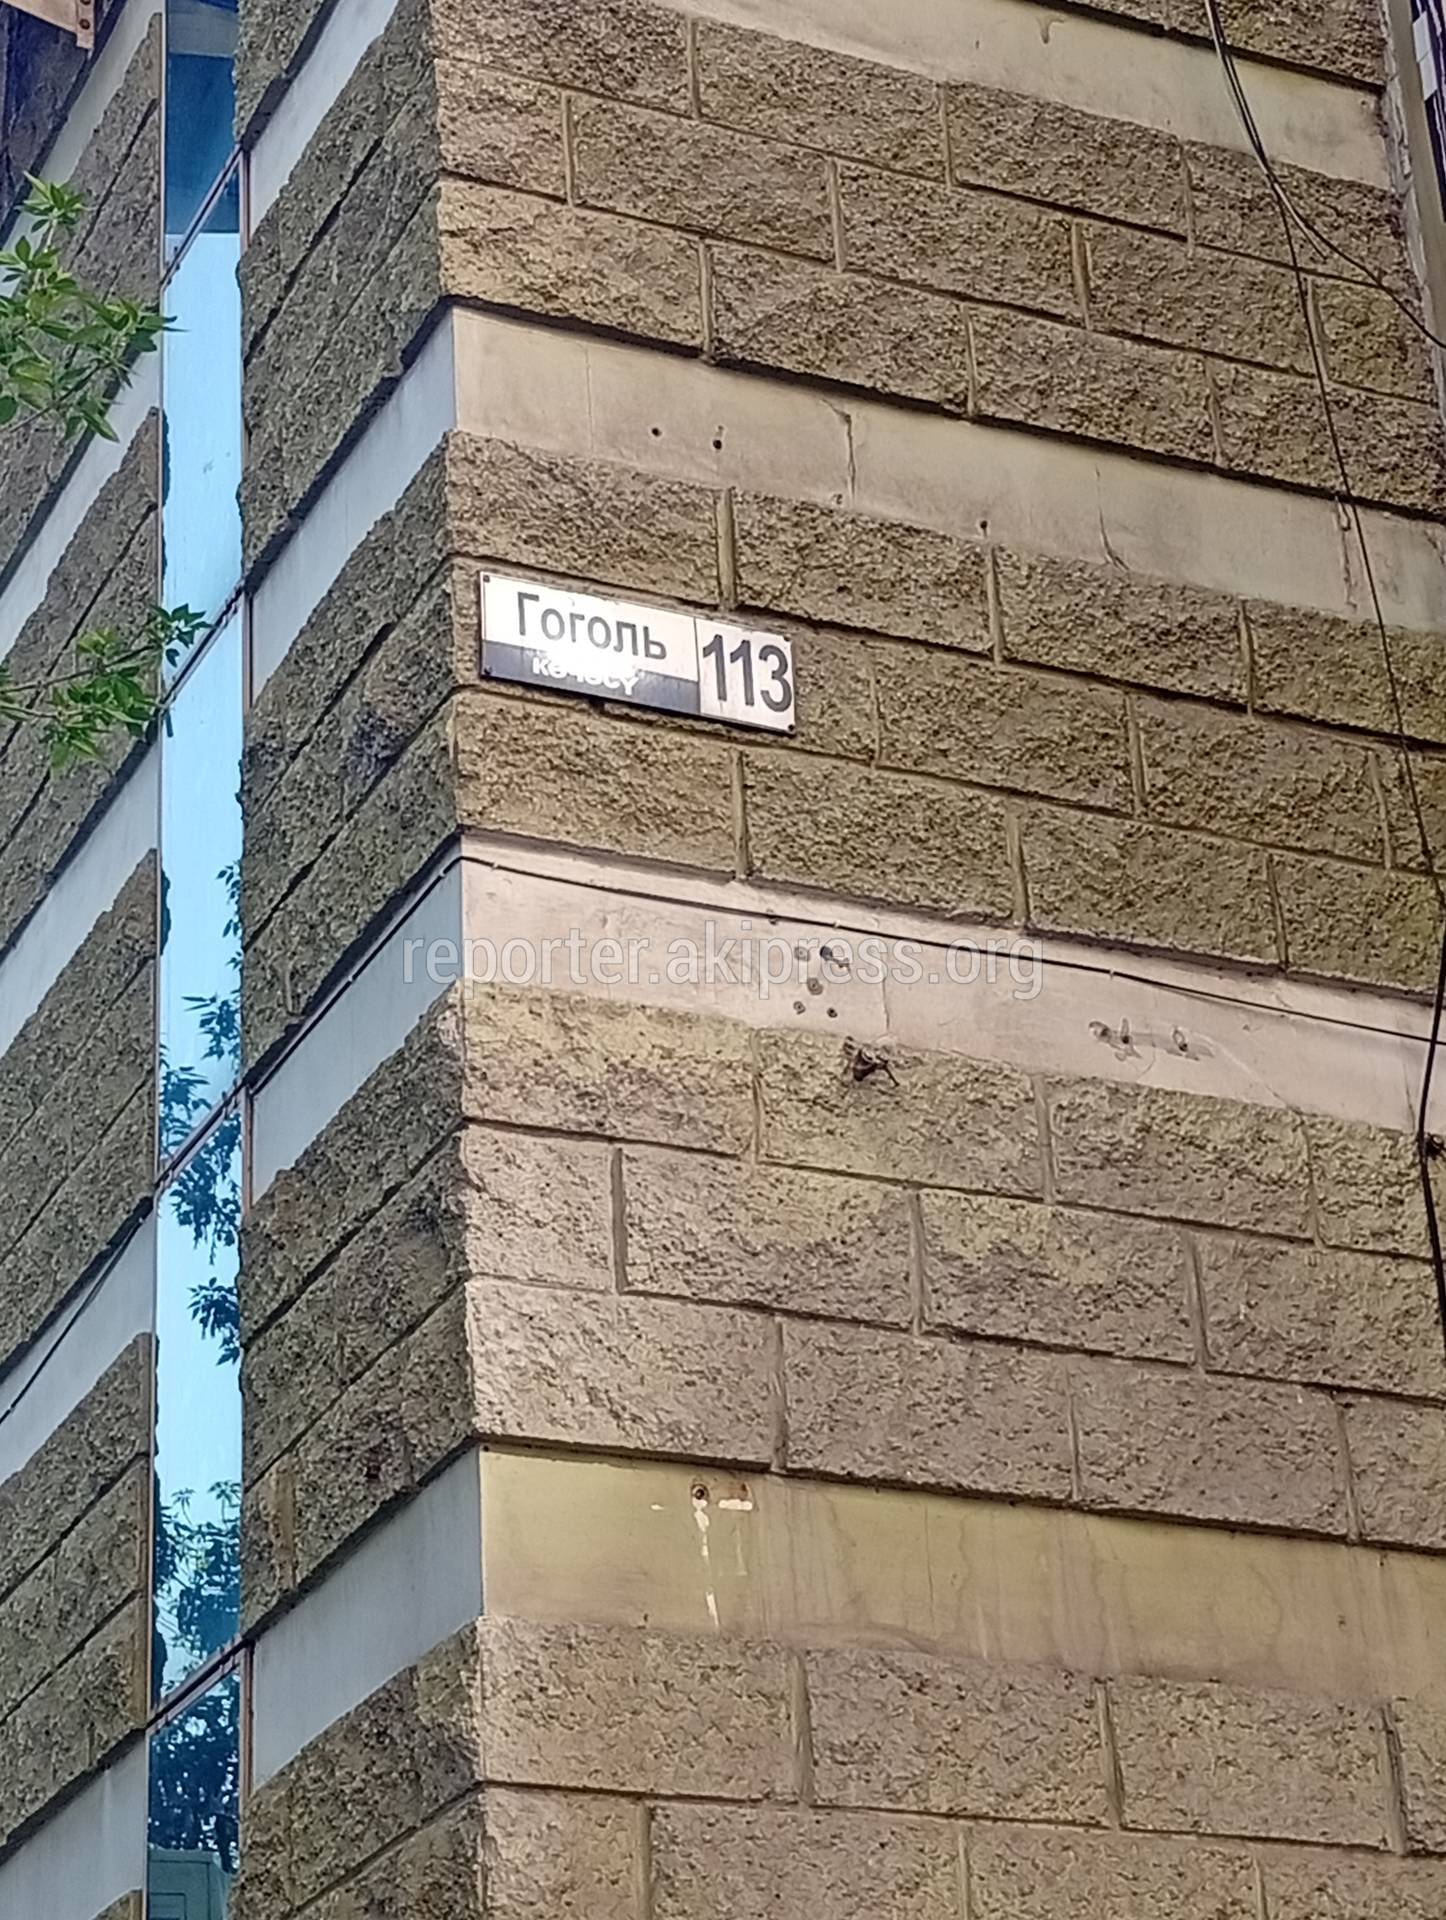 Гоголь
көчөсү
113
reporter.akipress.org